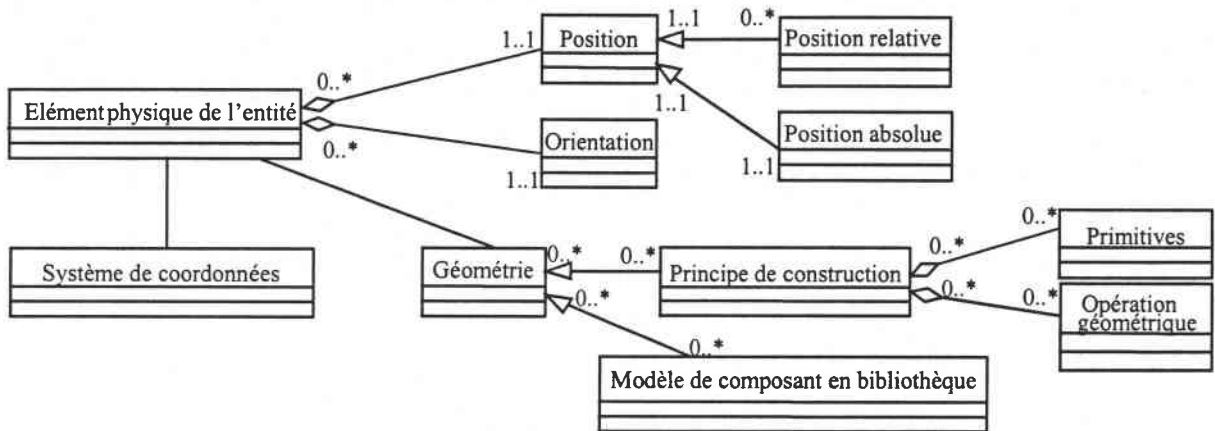 1..1
0..*
Position
Position relative
1..1
0..*
Elément physique de l'entité
1..1
Orientation
Position absolue
0..*
1..1
1..1
0..*
Primitives
0..*
Système de coordonnées
Géométrie
0..*
0..*
Principe de construction
0..*
0..*
0..*
Opération
géométrique
0..*
Modèle de composant en bibliothèque